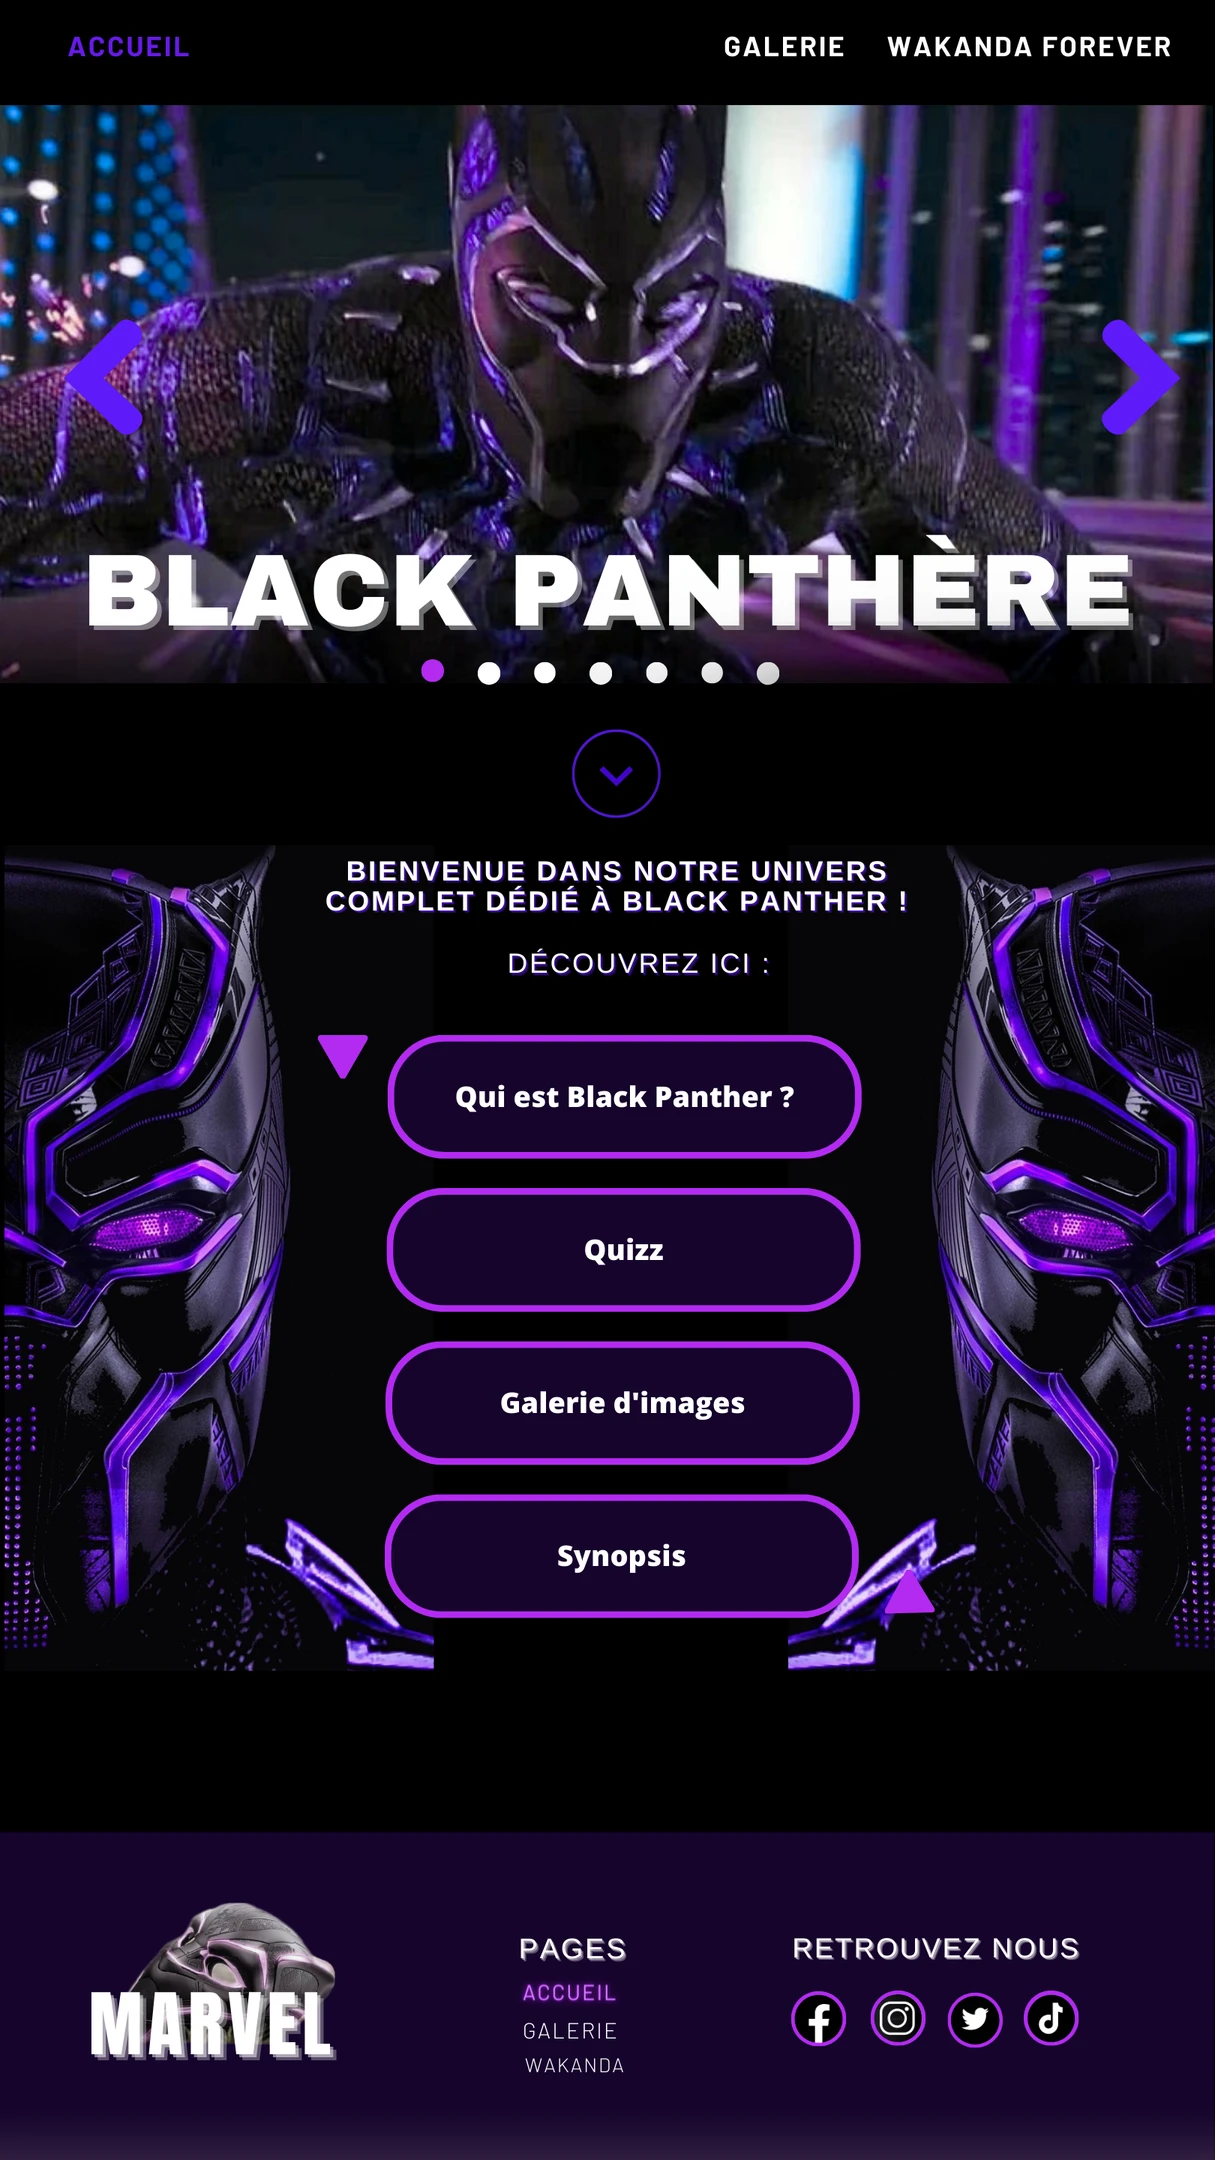 ACCUEIL
GALERIE
WAKANDA FOREVER
BLACK PANTHÈRE
BIENVENUE DANS NOTRE UNIVERS
COMPLET DÉDIÉ À BLACK PANTHER !
DÉCOUVREZ ICI :
Qui est Black Panther ?
Quizz
Galerie d'images
Synopsis
MARVEL
PAGES
ACCUEIL
GALERIE
WAKANDA
RETROUVEZ NOUS